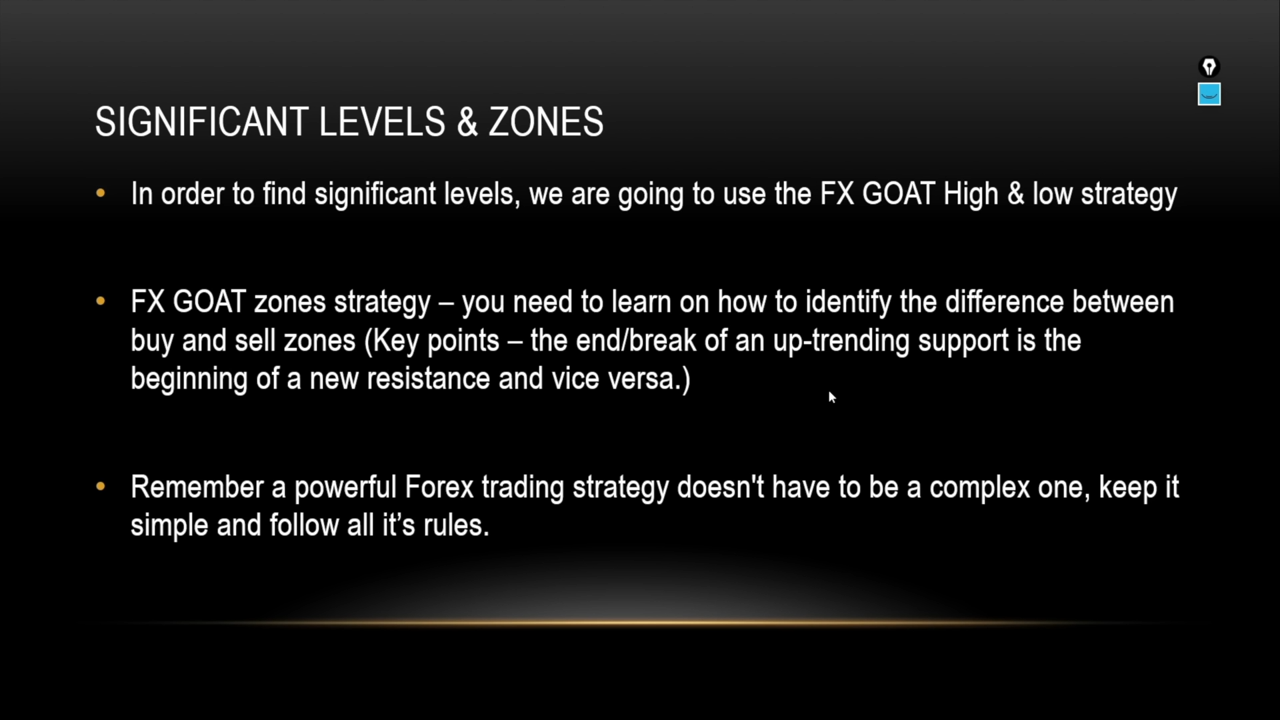 SIGNIFICANT LEVELS & ZONES
• In order to find significant levels, we are going to use the FX GOAT High & low strategy
• FX GOAT zones strategy – you need to learn on how to identify the difference between
buy and sell zones (Key points – the end/break of an up-trending support is the
beginning of a new resistance and vice versa.)
• Remember a powerful Forex trading strategy doesn't have to be a complex one, keep it
simple and follow all it’s rules.